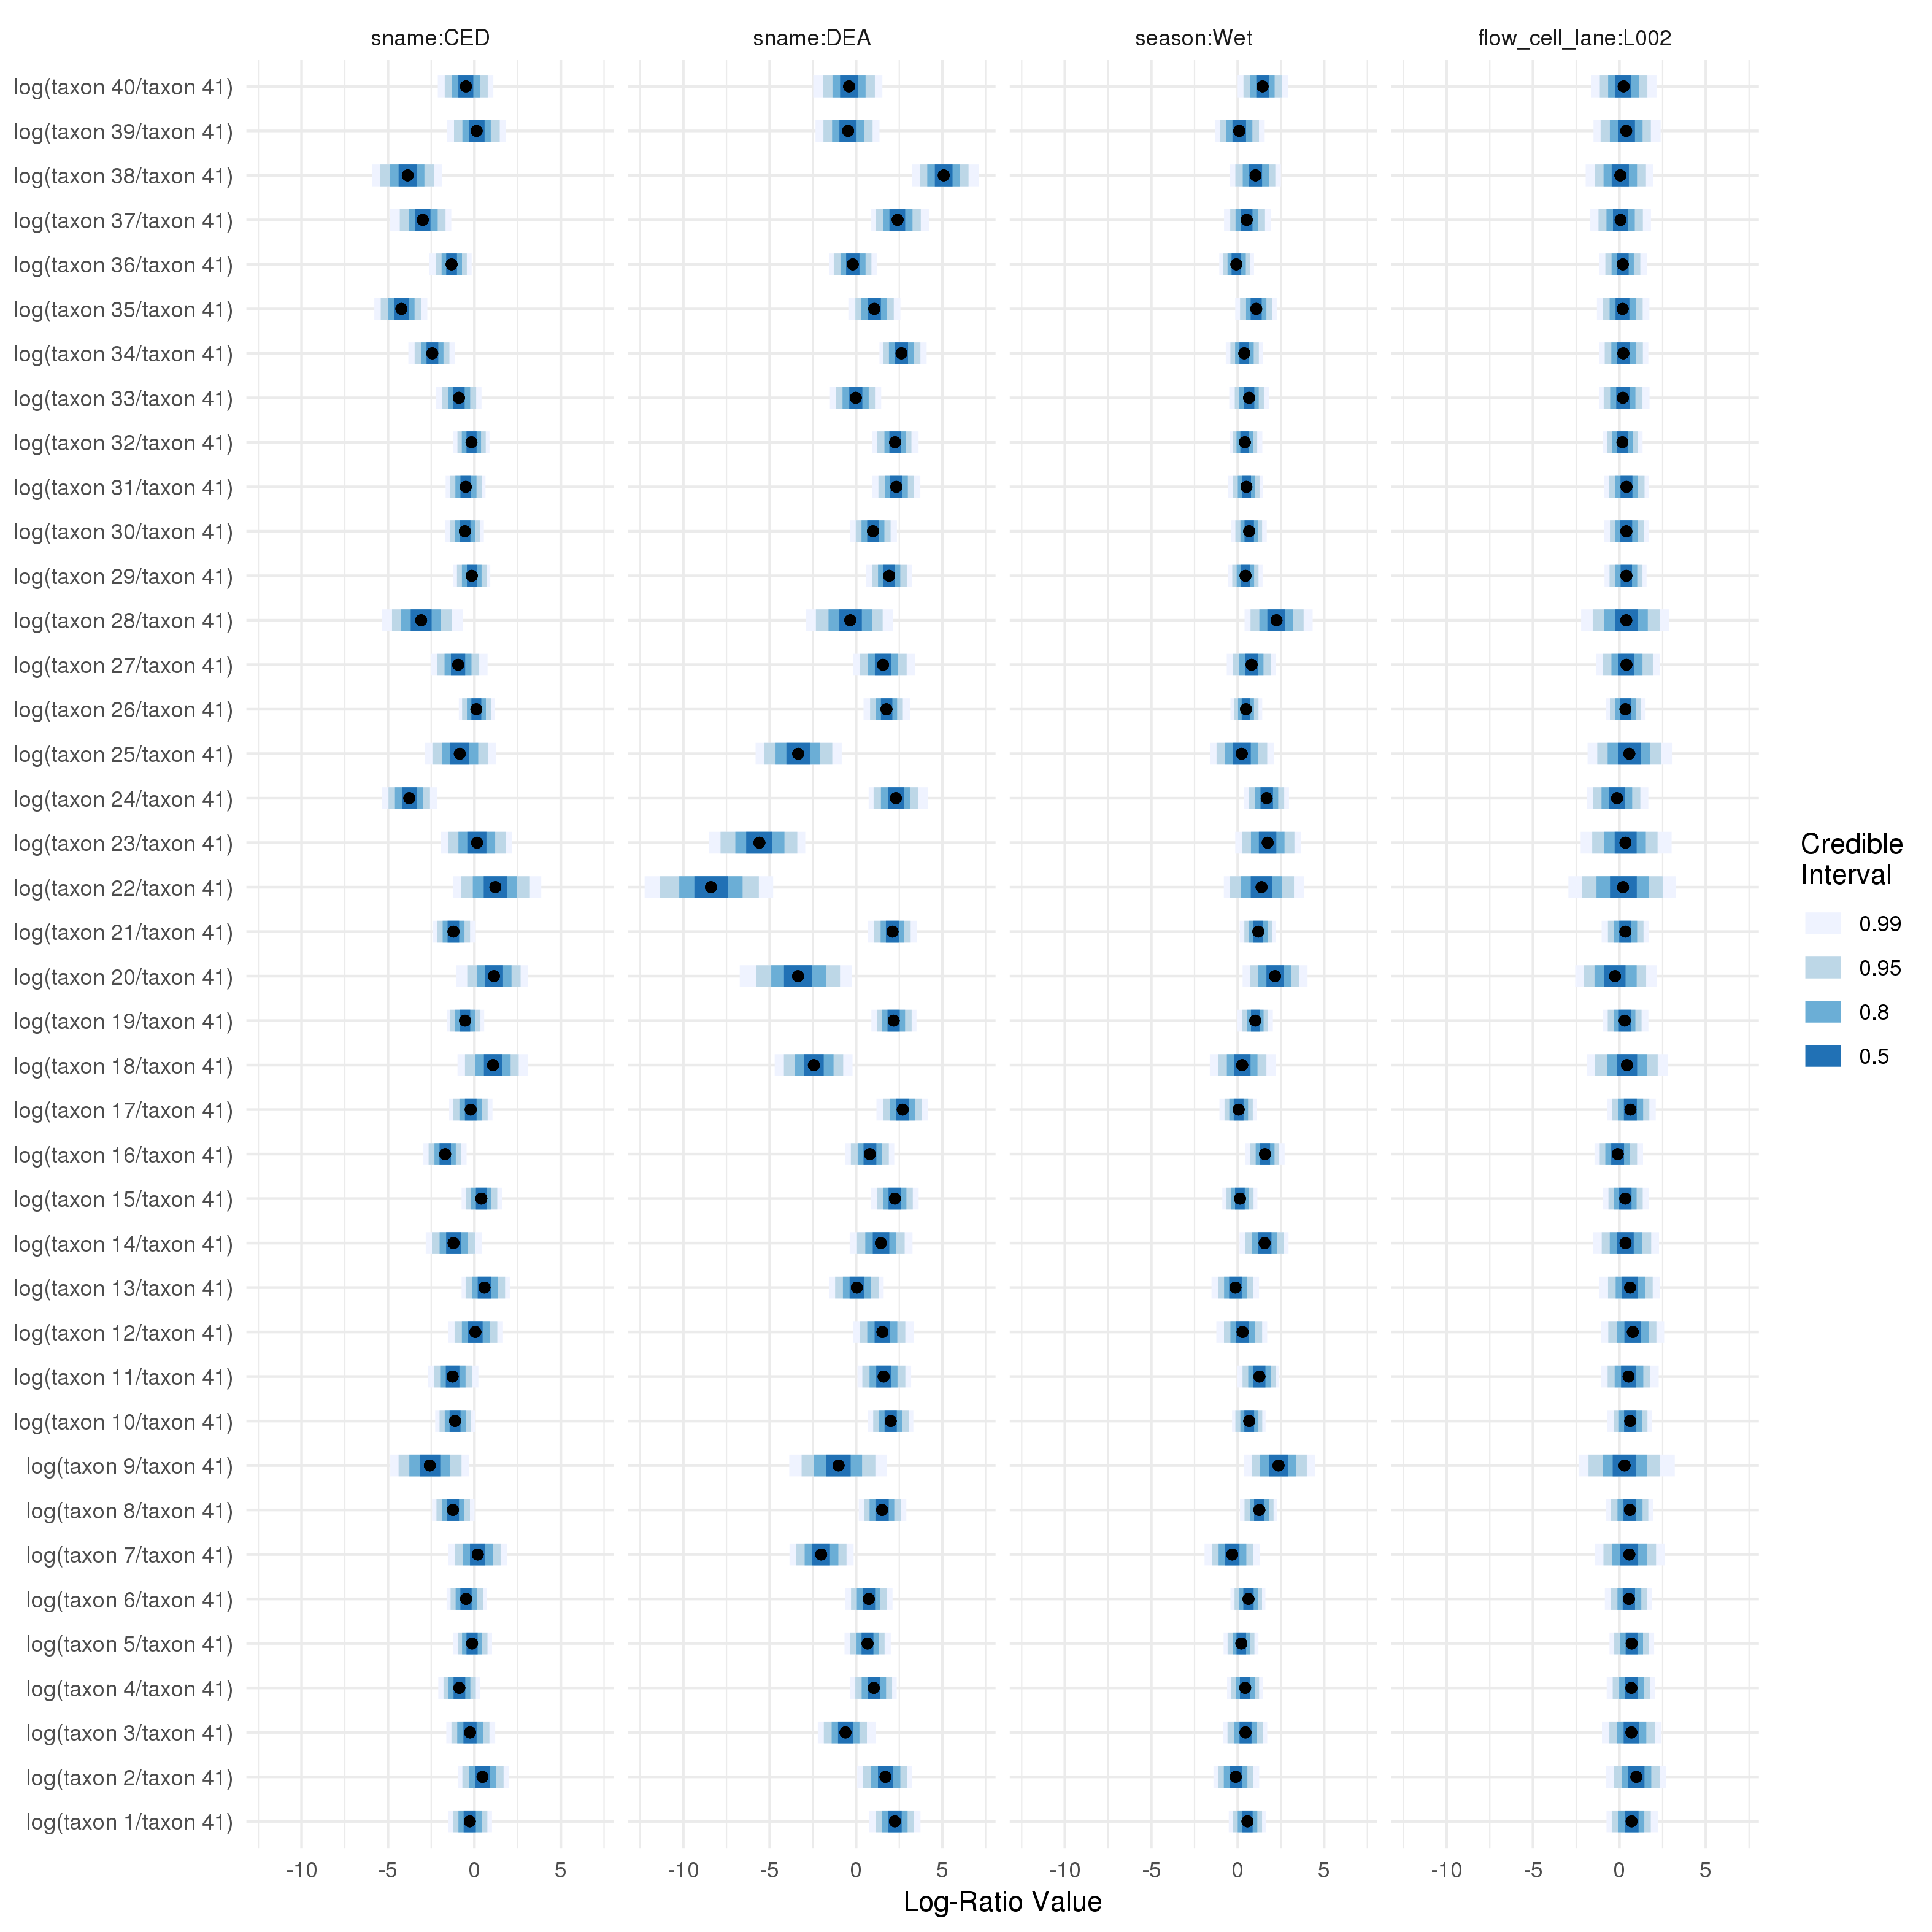 sname:CED sname:DEA season:Wet flow_cell_lane:L002
log(taxon 40/taxon 41)
log(taxon 39/taxon 41)
log(taxon 38/taxon 41)
log(taxon 37/taxon 41)
log(taxon 36/taxon 41)
log(taxon 35/taxon 41)
log(taxon 34/taxon 41)
log(taxon 33/taxon 41)
log(taxon 32/taxon 41)
log(taxon 31/taxon 41)
log(taxon 30/taxon 41)
log(taxon 29/taxon 41)
log(taxon 28/taxon 41)
log(taxon 27/taxon 41)
log(taxon 26/taxon 41)
log(taxon 25/taxon 41)
log(taxon 24/taxon 41)
log(taxon 23/taxon 41)
log(taxon 22/taxon 41)
log(taxon 21/taxon 41)
log(taxon 20/taxon 41)
log(taxon 19/taxon 41)
log(taxon 18/taxon 41)
log(taxon 17/taxon 41)
log(taxon 16/taxon 41)
log(taxon 15/taxon 41)
log(taxon 14/taxon 41)
log(taxon 13/taxon 41)
log(taxon 12/taxon 41)
log(taxon 11/taxon 41)
log(taxon 10/taxon 41)
log(taxon 9/taxon 41)
log(taxon 8/taxon 41)
log(taxon 7/taxon 41)
log(taxon 6/taxon 41)
log(taxon 5/taxon 41)
log(taxon 4/taxon 41)
log(taxon 3/taxon 41)
log(taxon 2/taxon 41)
log(taxon 1/taxon 41)
-10 -5 0 5 -10 -5 0 5 -10 -5 0 5 -10 -5 0 5
Log-Ratio Value
Credible
Interval
0.99
0.95
0.8
0.5